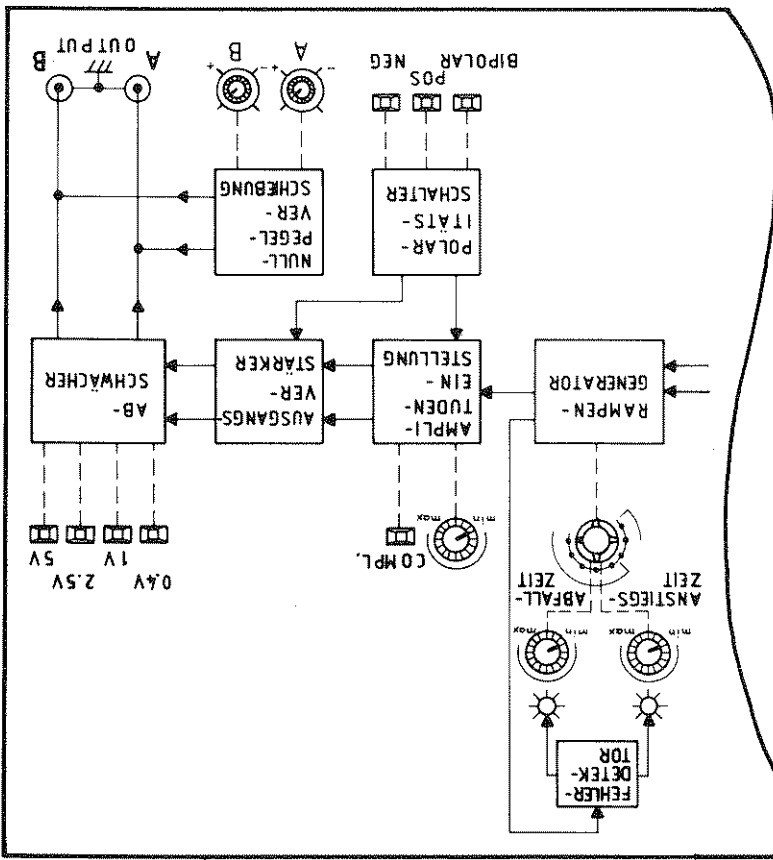 FEHLER-
DETEK-
TOR
min max
min max
ANSTIEGS-
ZEIT
ABFALL-
ZEIT
min max
COMPL.
0,4V
1V
2.5V
5V
RAMPEN-
GENERATOR
AMPLI-
TUDEN-
EIN-
STELLUNG
AUSGANGS
VER-
STÄRKER
AB-
SCHWÄCHER
POLAR-
ITÄTS-
SCHALTER
NULL-
PEGEL-
VER-
SCHIEBUNG
BIPOLAR
POS
NEG
- +
A
- +
B
A
OUTPUT
B